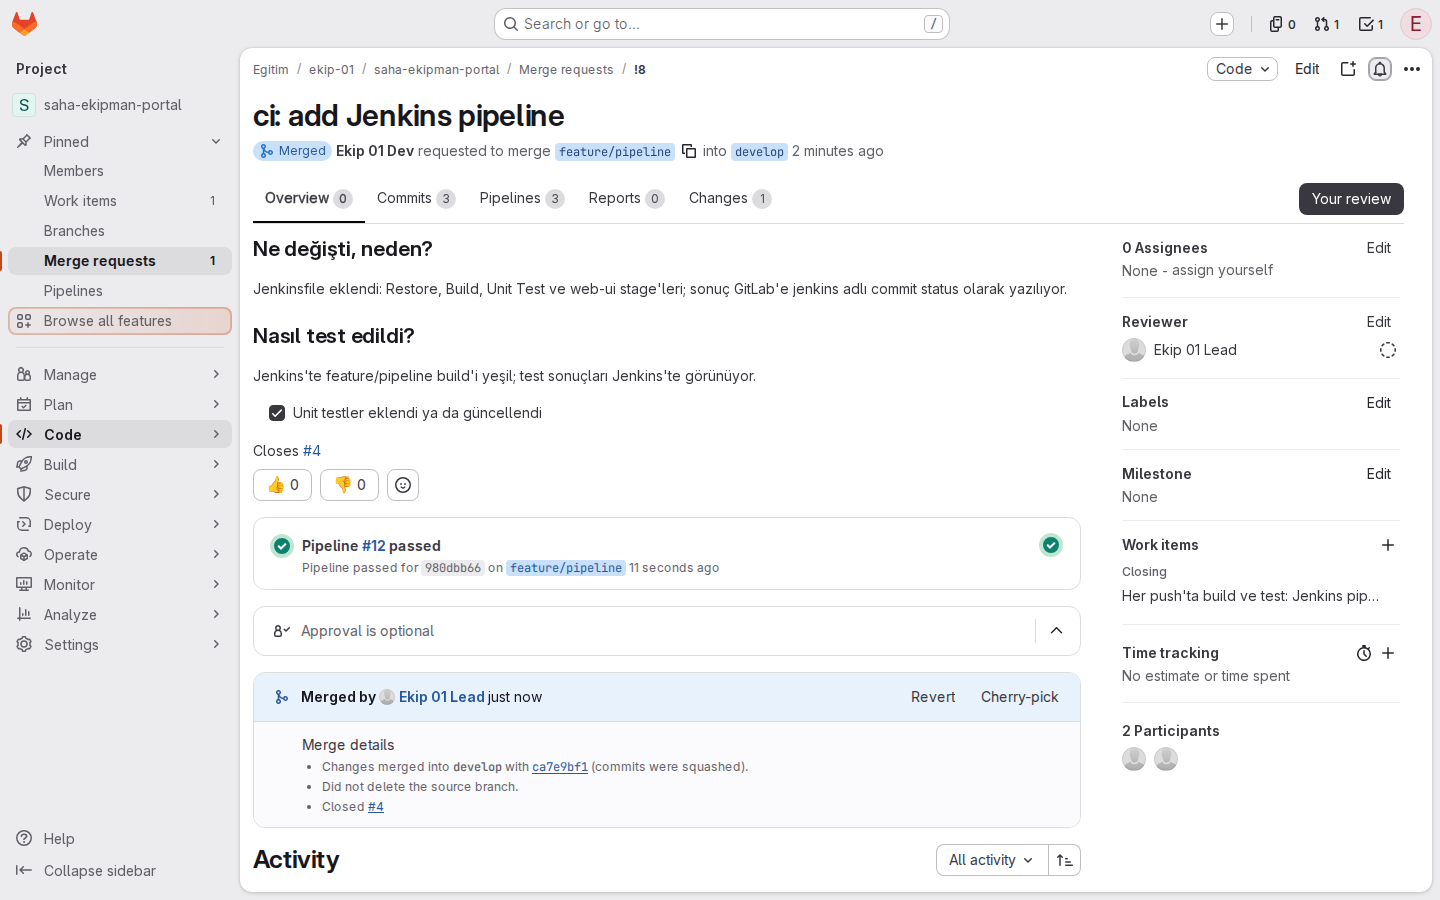 Search or go to...
/
0
1
1
E
Project
S saha-ekipman-portal
Pinned
Members
Work items 1
Branches
Merge requests 1
Pipelines
Browse all features
Manage
Plan
Code
Build
Secure
Deploy
Operate
Monitor
Analyze
Settings
Help
Collapse sidebar
Egitim / ekip-01 / saha-ekipman-portal / Merge requests / !8
Code
Edit
ci: add Jenkins pipeline
Merged Ekip 01 Dev requested to merge feature/pipeline into develop 2 minutes ago
Overview 0
Commits 3
Pipelines 3
Reports 0
Changes 1
Your review
Ne değişti, neden?
Jenkinsfile eklendi: Restore, Build, Unit Test ve web-ui stage'leri; sonuç GitLab'e jenkins adlı commit status olarak yazılıyor.
Nasıl test edildi?
Jenkins'te feature/pipeline build'i yeşil; test sonuçları Jenkins'te görünüyor.
Unit testler eklendi ya da güncellendi
Closes #4
👍 0
👎 0
Pipeline #12 passed
Pipeline passed for 980dbb66 on feature/pipeline 11 seconds ago
Approval is optional
Merged by Ekip 01 Lead just now
Revert
Cherry-pick
Merge details
Changes merged into develop with ca7e9bf1 (commits were squashed).
Did not delete the source branch.
Closed #4
Activity
All activity
0 Assignees
Edit
None - assign yourself
Reviewer
Edit
Ekip 01 Lead
Labels
Edit
None
Milestone
Edit
None
Work items
Closing
Her push'ta build ve test: Jenkins pip…
Time tracking
No estimate or time spent
2 Participants